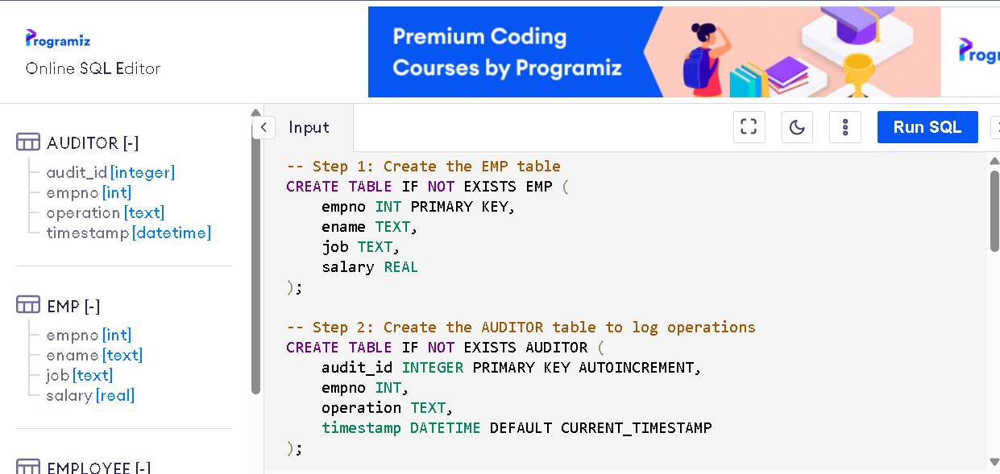 Programiz
Online SQL Editor
Premium Coding
Courses by Programiz
AUDITOR [-]
audit_id [integer]
empno [int]
operation [text]
timestamp [datetime]
EMP [-]
empno [int]
ename [text]
job [text]
salary [real]
EMPLOYEE [-]
Input
Run SQL
-- Step 1: Create the EMP table
CREATE TABLE IF NOT EXISTS EMP (
    empno INT PRIMARY KEY,
    ename TEXT,
    job TEXT,
    salary REAL
);
-- Step 2: Create the AUDITOR table to log operations
CREATE TABLE IF NOT EXISTS AUDITOR (
    audit_id INTEGER PRIMARY KEY AUTOINCREMENT,
    empno INT,
    operation TEXT,
    timestamp DATETIME DEFAULT CURRENT_TIMESTAMP
);